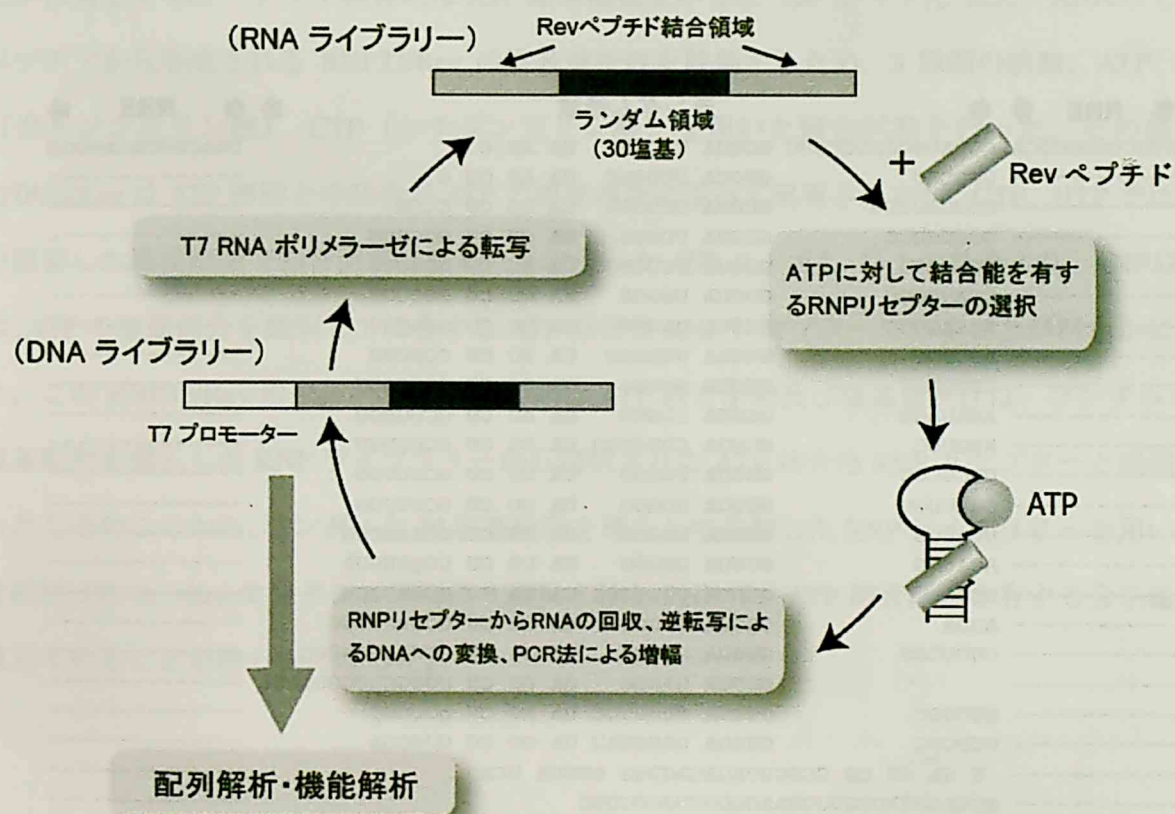 （RNA ライブラリー）
Revペプチド結合領域
ランダム領域
(30塩基)
+
Rev ペプチド
T7 RNA ポリメラーゼによる転写
ATPに対して結合能を有す
るRNPリセプターの選択
（DNA ライブラリー）
T7 プロモーター
ATP
RNPリセプターからRNAの回収、逆転写によ
るDNAへの変換、PCR法による増幅
配列解析・機能解析